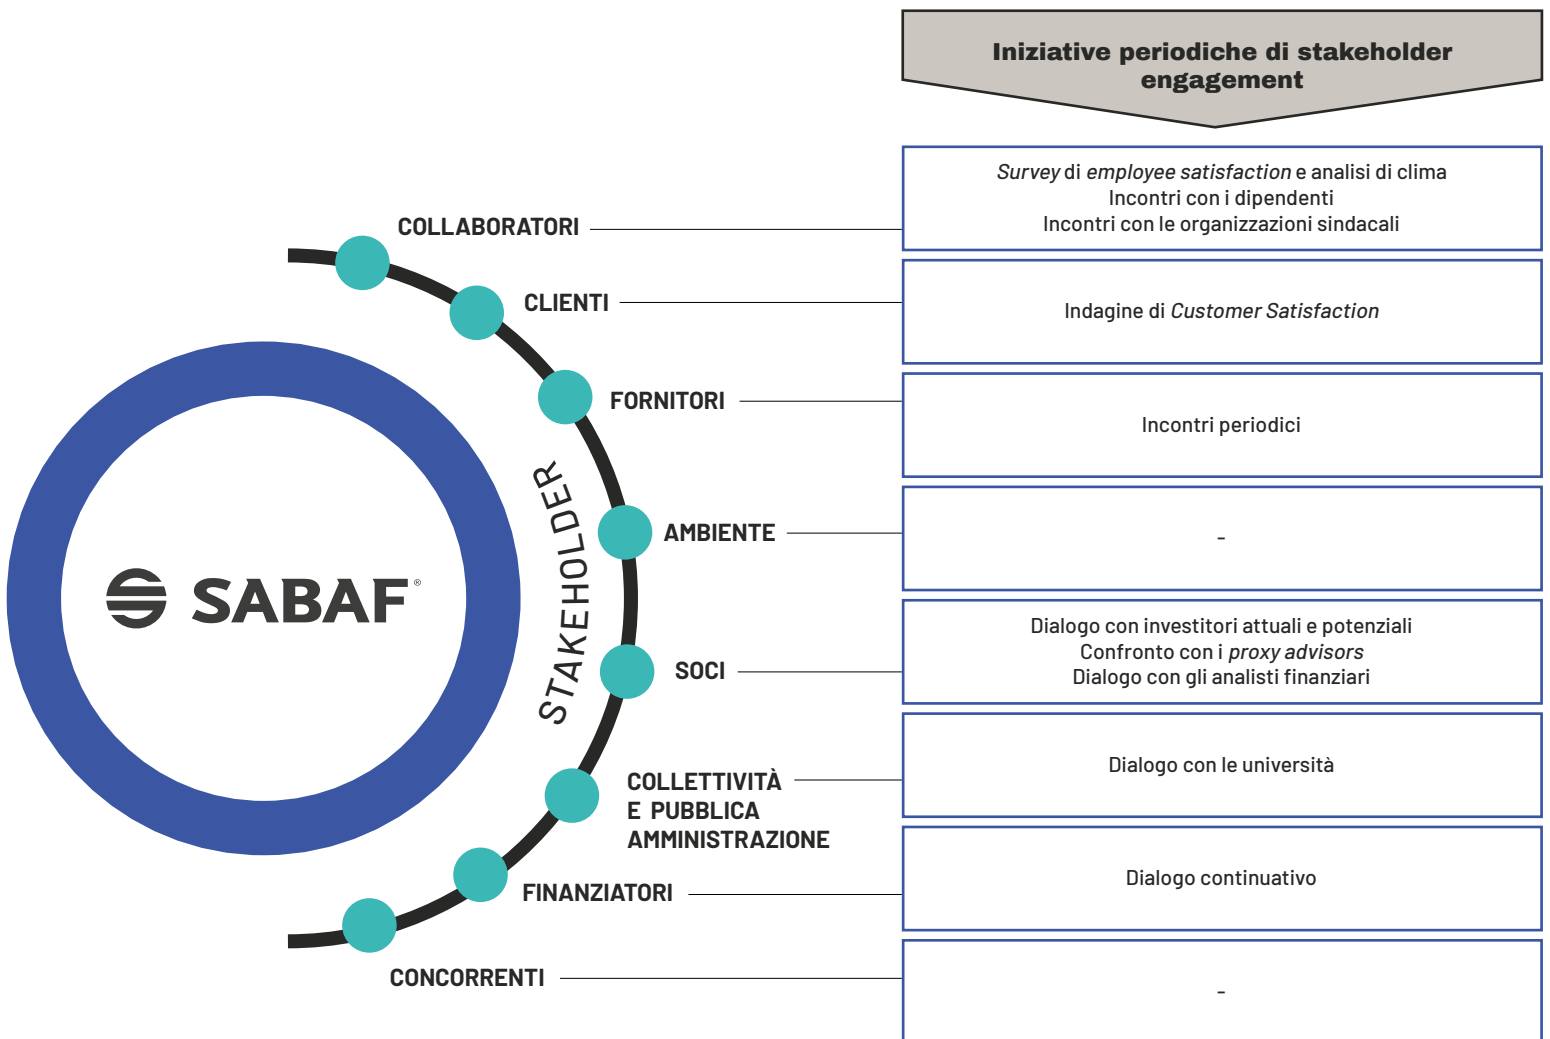 Iniziative periodiche di stakeholder
engagement
COLLABORATORI
Survey di employee satisfaction e analisi di clima
Incontri con i dipendenti
Incontri con le organizzazioni sindacali
CLIENTI
Indagine di Customer Satisfaction
FORNITORI
Incontri periodici
AMBIENTE
-
SOCI
Dialogo con investitori attuali e potenziali
Confronto con i proxy advisors
Dialogo con gli analisti finanziari
COLLETTIVITÀ
E PUBBLICA
AMMINISTRAZIONE
Dialogo con le università
FINANZIATORI
Dialogo continuativo
CONCORRENTI
-
STAKEHOLDER
SABAF®